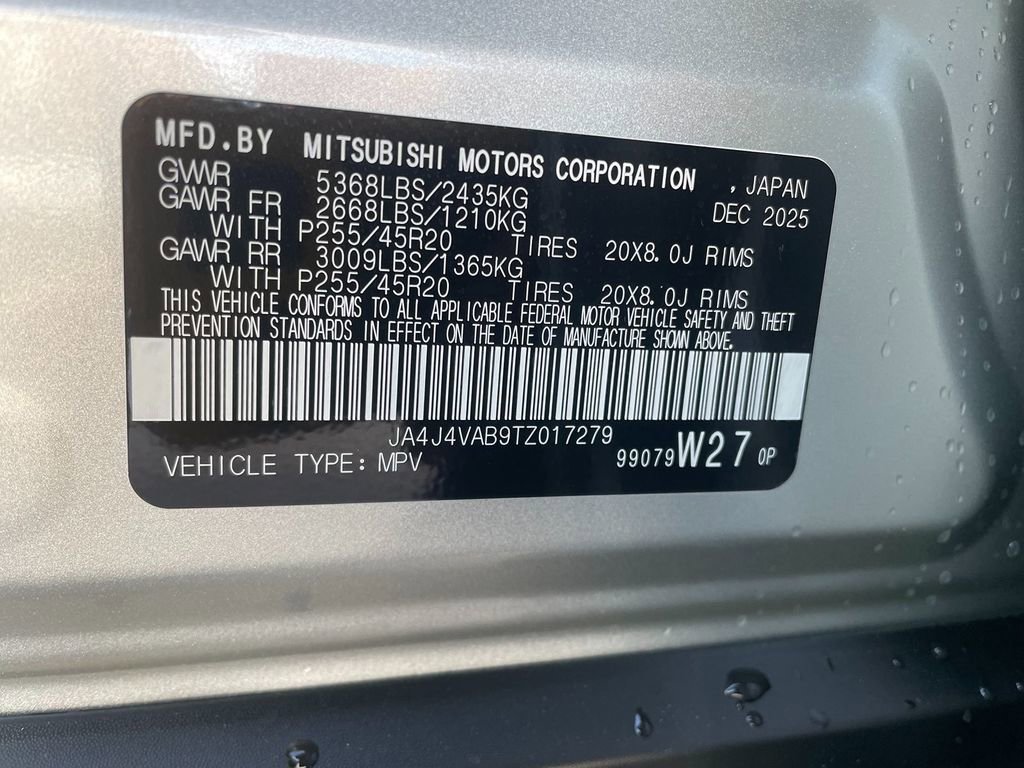 MFD.BY MITSUBISHI MOTORS CORPORATION , JAPAN
GVWR 5368LBS/2435KG DEC 2025
GAWR FR 2668LBS/1210KG
WITH P255/45R20 TIRES 20X8.0J RIMS
GAWR RR 3009LBS/1365KG
WITH P255/45R20 TIRES 20X8.0J RIMS
THIS VEHICLE CONFORMS TO ALL APPLICABLE FEDERAL MOTOR VEHICLE SAFETY AND THEFT
PREVENTION STANDARDS IN EFFECT ON THE DATE OF MANUFACTURE SHOWN ABOVE.
JA4J4VAB9TZ017279
VEHICLE TYPE: MPV 99079 W27 0P